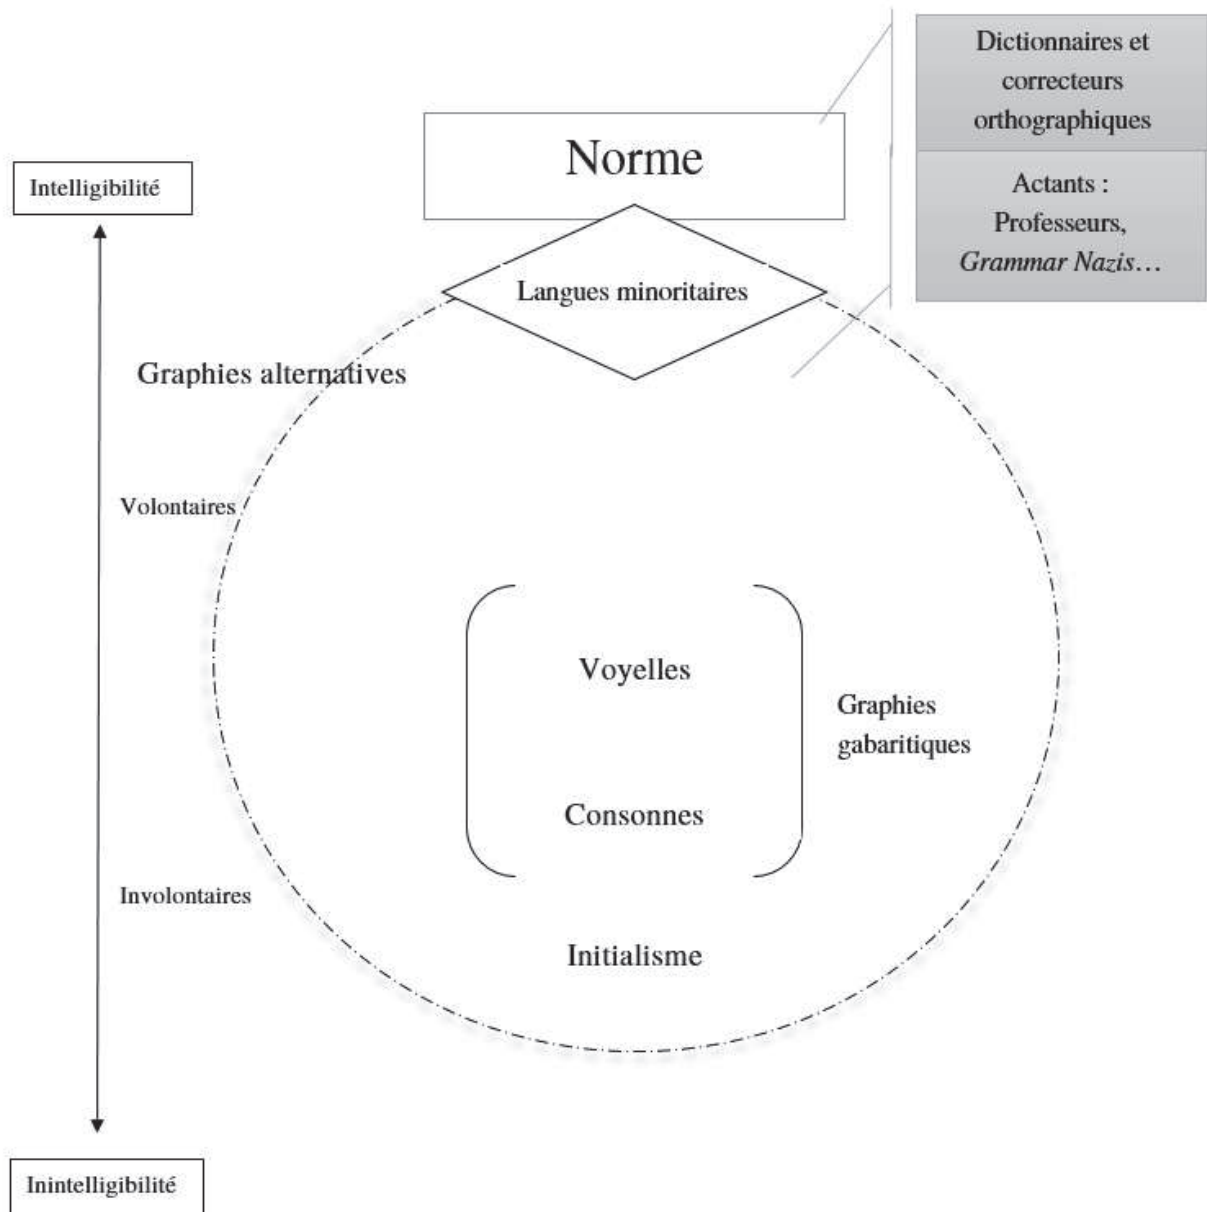 Dictionnaires et
correcteurs
orthographiques
Norme
Intelligibilité
Actants :
Professeurs,
Grammar Nazis…
Langues minoritaires
Graphies alternatives
Volontaires
Voyelles
Graphies
gabaritiques
Consonnes
Involontaires
Initialisme
Inintelligibilité